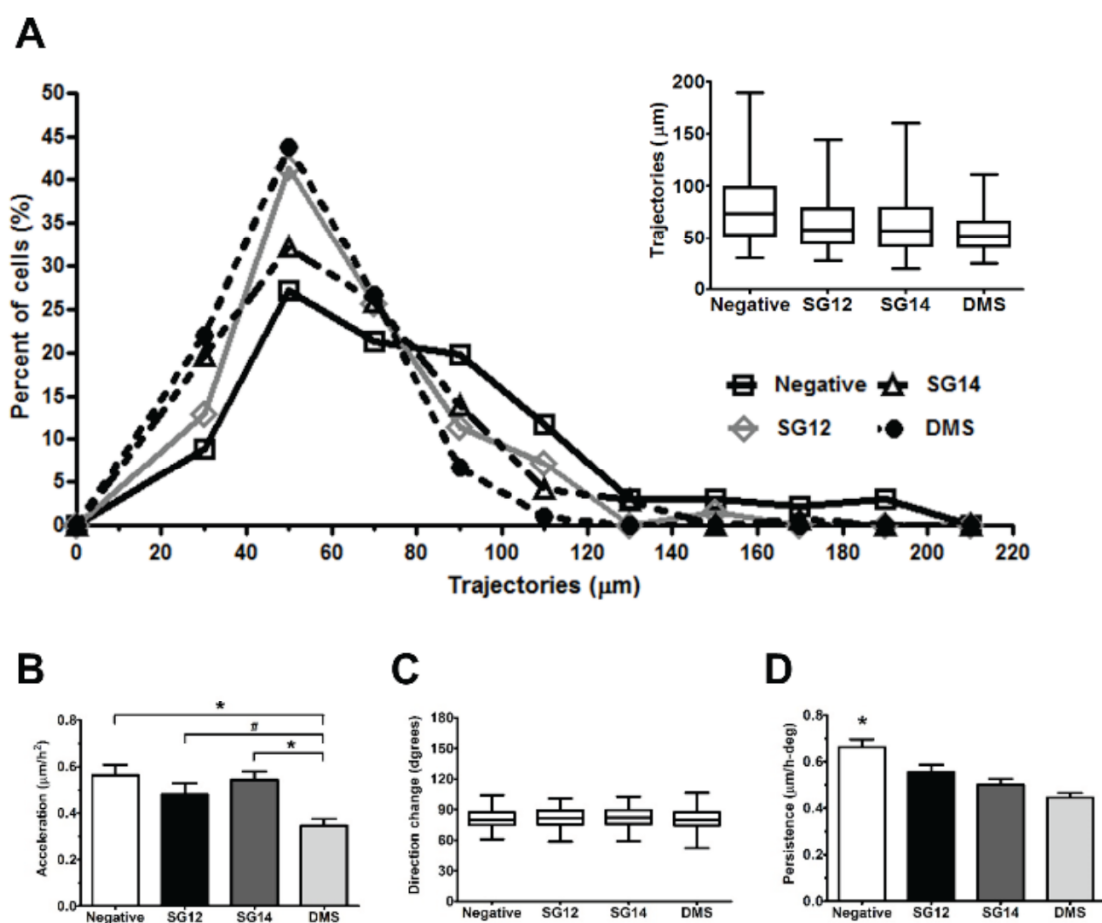 A
50
45
40
35
30
25
20
15
10
5
0
Percent of cells (%)
0 20 40 60 80 100 120 140 160 180 200 220
Trajectories (μm)
200
150
100
50
0
Trajectories (μm)
Negative SG12 SG14 DMS
Negative SG14
SG12 DMS
B
* 
#
*
0.8
0.6
0.4
0.2
0.0
Acceleration (μm/h²)
Negative SG12 SG14 DMS
C
180
150
120
90
60
30
0
Direction change (dgrees)
Negative SG12 SG14 DMS
D
*
0.8
0.6
0.4
0.2
0.0
Persistence (μm/h-deg)
Negative SG12 SG14 DMS